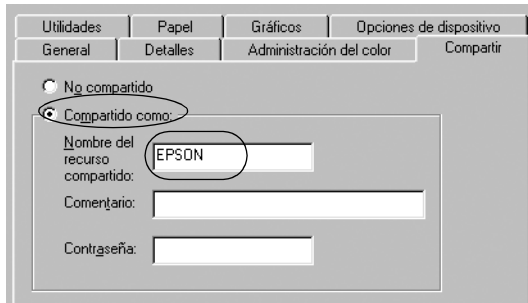 Utilidades Papel Gráficos Opciones de dispositivo
General Detalles Administración del color Compartir
No compartido
Compartido como:
Nombre del
recurso
compartido:
EPSON
Comentario:
Contraseña: